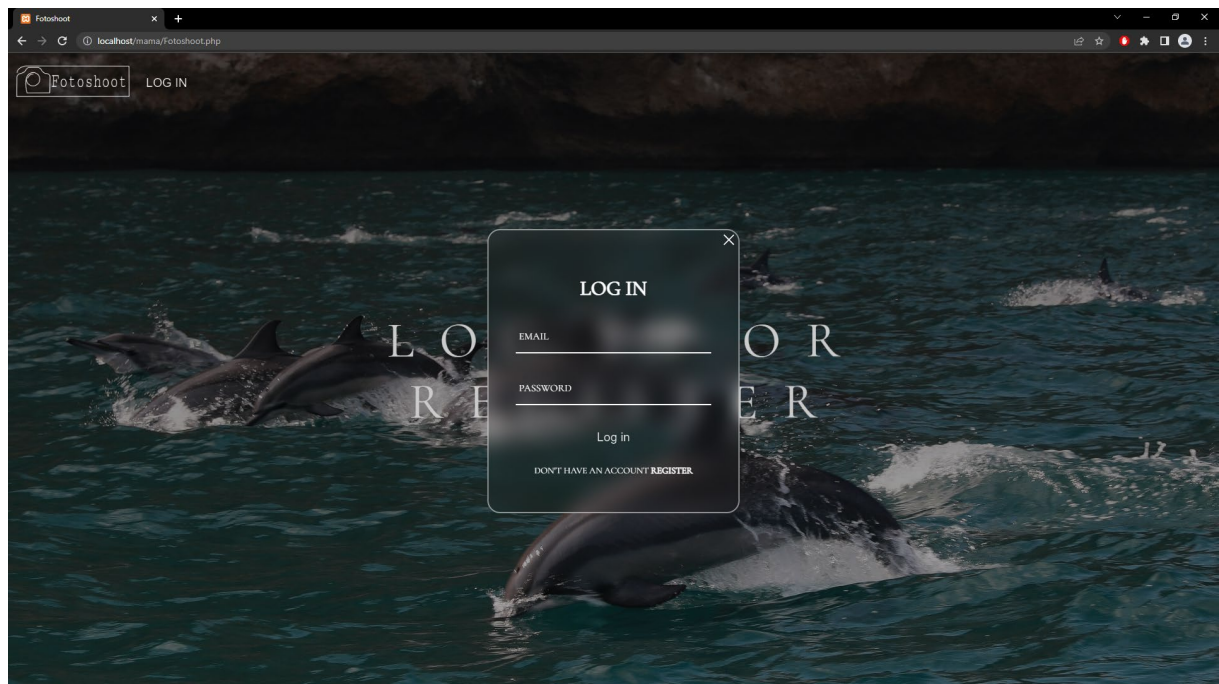 Fotoshoot
localhost/mama/Fotoshoot.php
Fotoshoot LOG IN
LOG IN
EMAIL
L O O R
PASSWORD
R E E R
Log in
DON'T HAVE AN ACCOUNT REGISTER